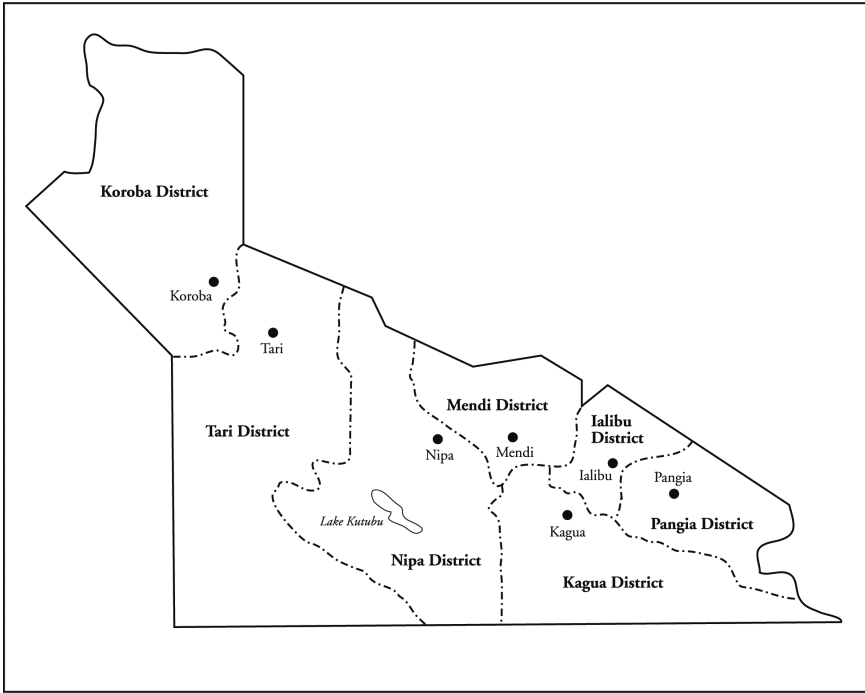 Koroba District
Koroba
Tari
Tari District
Mendi District
Ialibu
District
Nipa
Mendi
Ialibu
Pangia
Lake Kutubu
Kagua
Pangia District
Nipa District
Kagua District